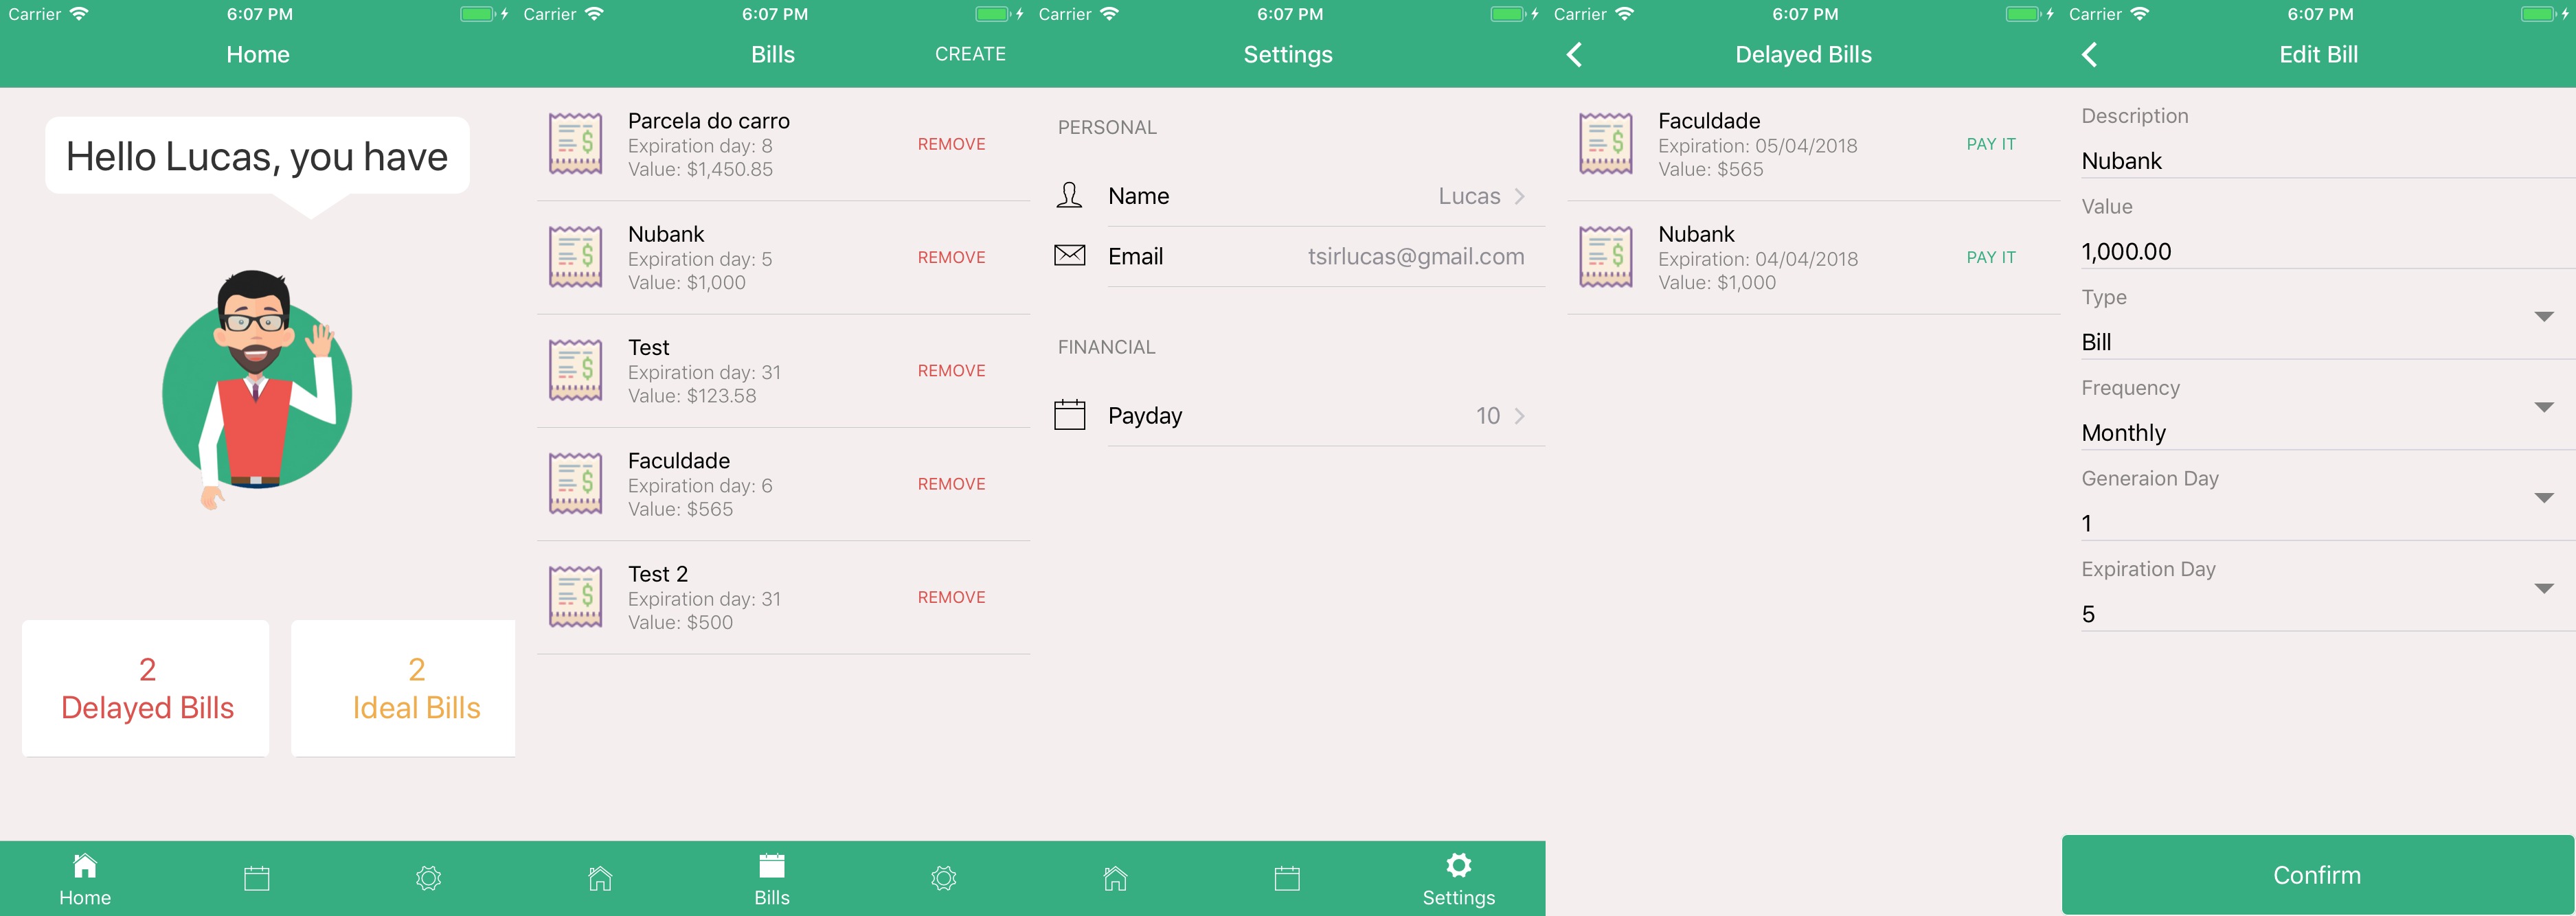 Carrier 6:07 PM
Home
Hello Lucas, you have
2
Delayed Bills
2
Ideal Bills
Home
Carrier 6:07 PM
Bills
CREATE
Parcela do carro
Expiration day: 8
Value: $1,450.85
REMOVE
Nubank
Expiration day: 5
Value: $1,000
REMOVE
Test
Expiration day: 31
Value: $123.58
REMOVE
Faculdade
Expiration day: 6
Value: $565
REMOVE
Test 2
Expiration day: 31
Value: $500
REMOVE
Bills
Carrier 6:07 PM
Settings
PERSONAL
Name Lucas
Email tsirlucas@gmail.com
FINANCIAL
Payday 10
Settings
Carrier 6:07 PM
Delayed Bills
Faculdade
Expiration: 05/04/2018
Value: $565
PAY IT
Nubank
Expiration: 04/04/2018
Value: $1,000
PAY IT
Carrier 6:07 PM
Edit Bill
Description
Nubank
Value
1,000.00
Type
Bill
Frequency
Monthly
Generaion Day
1
Expiration Day
5
Confirm